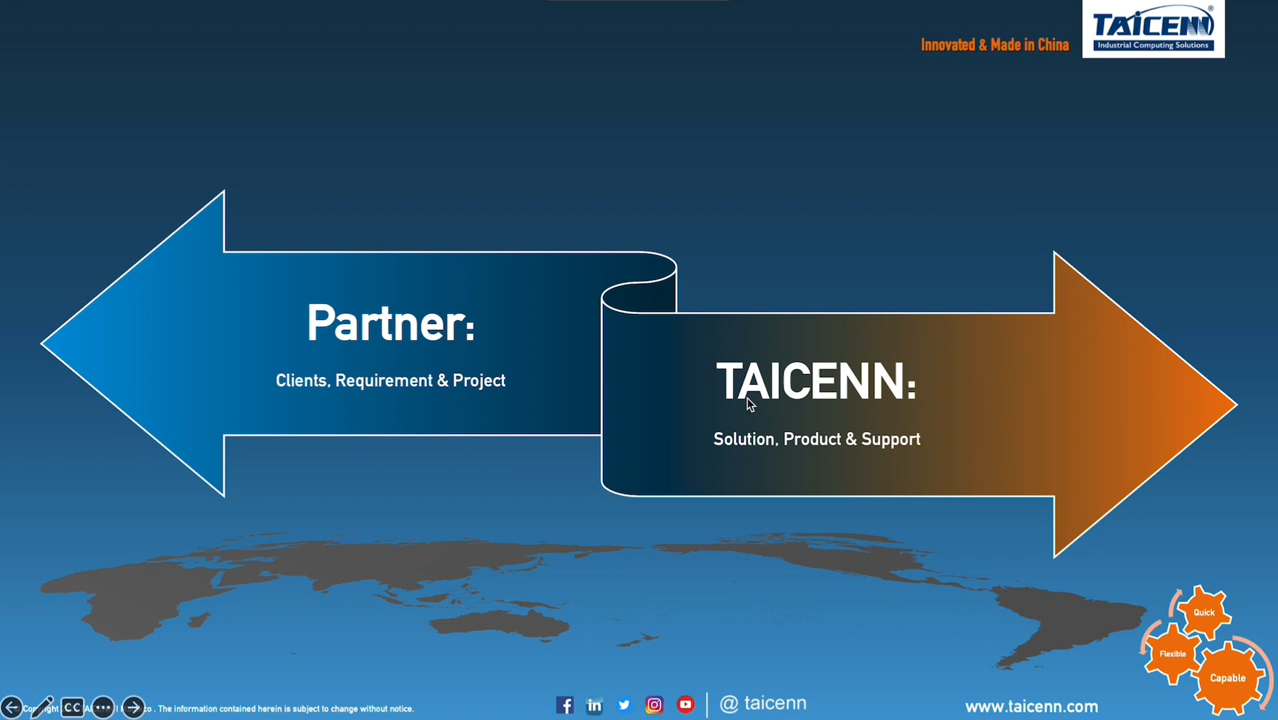 Innovated & Made in China
TAICENN®
Industrial Computing Solutions
Partner:
Clients, Requirement & Project
TAICENN:
Solution, Product & Support
Quick
Flexible
Capable
CC
The information contained herein is subject to change without notice.
@ taicenn
www.taicenn.com